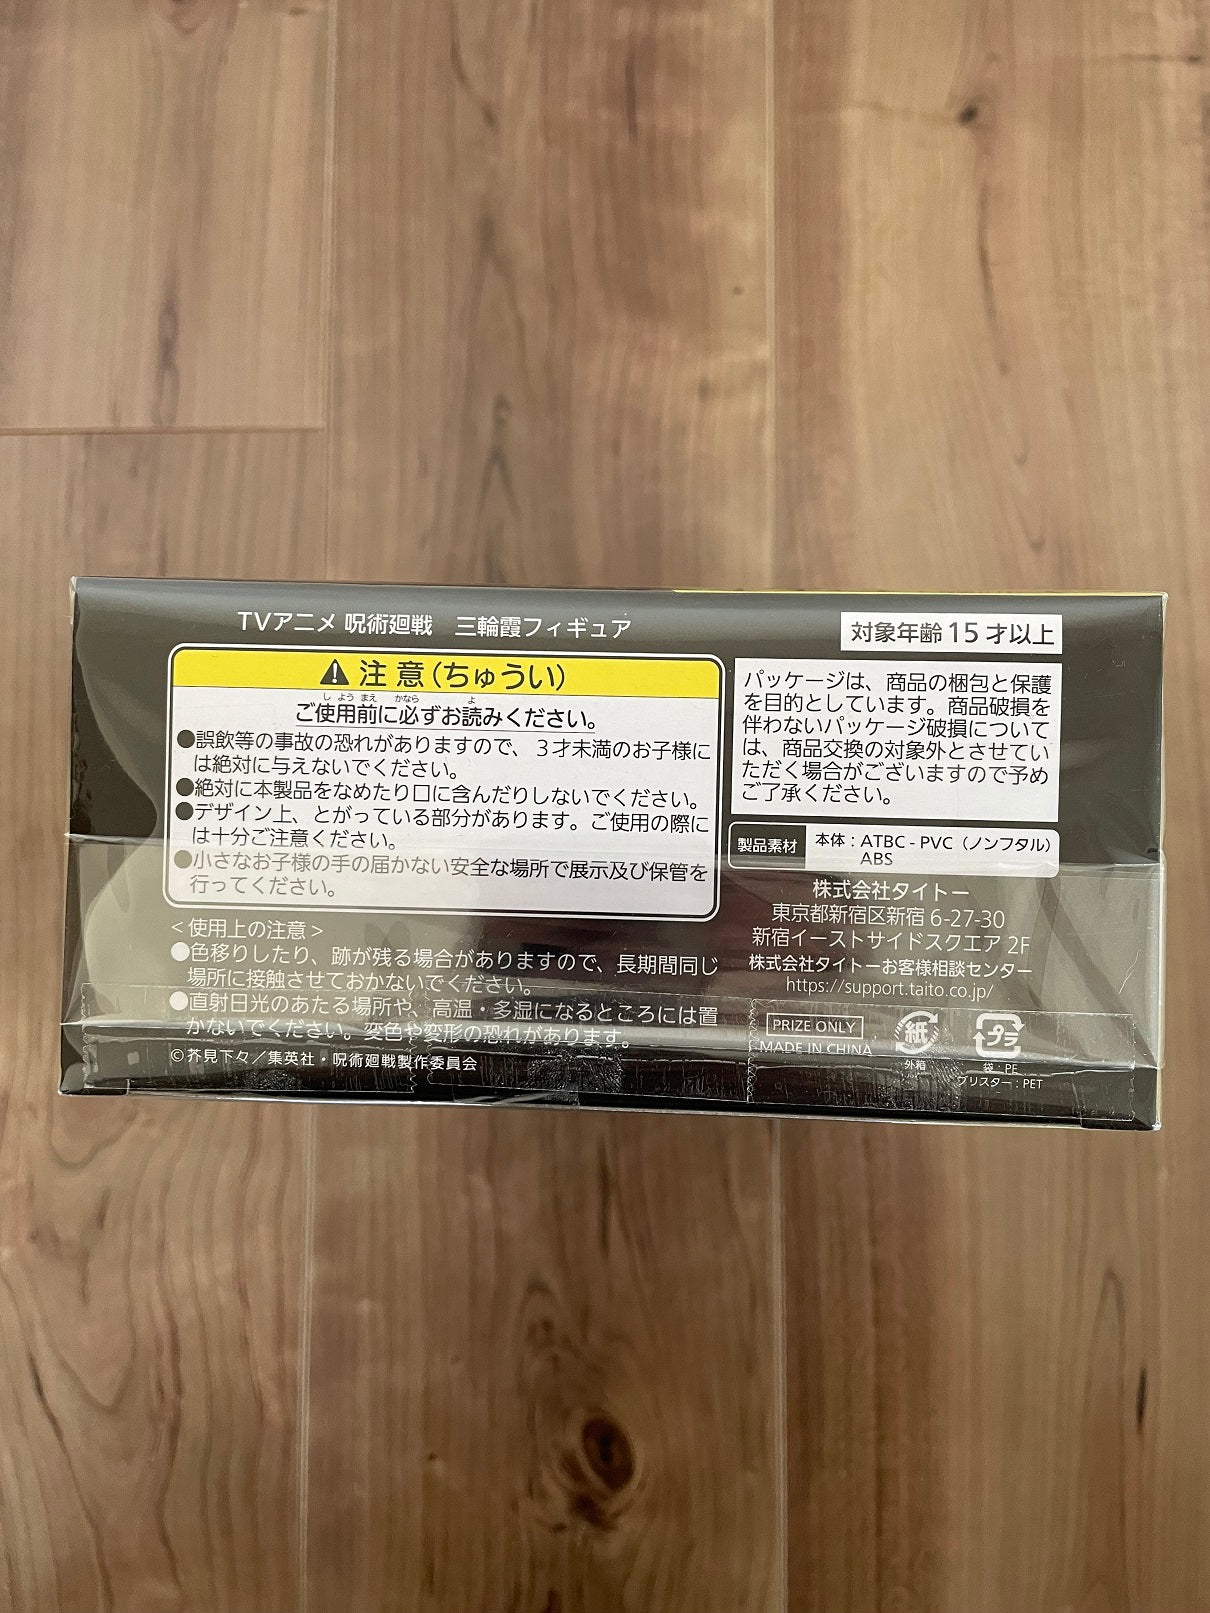 TVアニメ 呪術廻戦　三輪霞フィギュア
注 意（ちゅうい）
し よう まえ かなら よ
ご使用前に必ずお読みください。
●誤飲等の事故の恐れがありますので、３才未満のお子様に
は絶対に与えないでください。
●絶対に本製品をなめたり口に含んだりしないでください。
●デザイン上、とがっている部分があります。ご使用の際に
は十分ご注意ください。
●小さなお子様の手の届かない安全な場所で展示及び保管を
行ってください。
＜使用上の注意＞
●色移りしたり、跡が残る場合がありますので、長期間同じ
場所に接触させておかないでください。
●直射日光のあたる場所や、高温・多湿になるところには置
かないでください。変色や変形の恐れがあります。
©芥見下々／集英社・呪術廻戦製作委員会
対象年齢 15 才以上
パッケージは、商品の梱包と保護
を目的としています。商品破損を
伴わないパッケージ破損について
は、商品交換の対象外とさせてい
ただく場合がございますので予め
ご了承ください。
製品素材
本体：ATBC - PVC（ノンフタル）
ABS
株式会社タイトー
東京都新宿区新宿 6-27-30
新宿イーストサイドスクエア 2F
株式会社タイトーお客様相談センター
https://support.taito.co.jp/
PRIZE ONLY
MADE IN CHINA
紙
外箱
プラ
袋：PE
ブリスター：PET